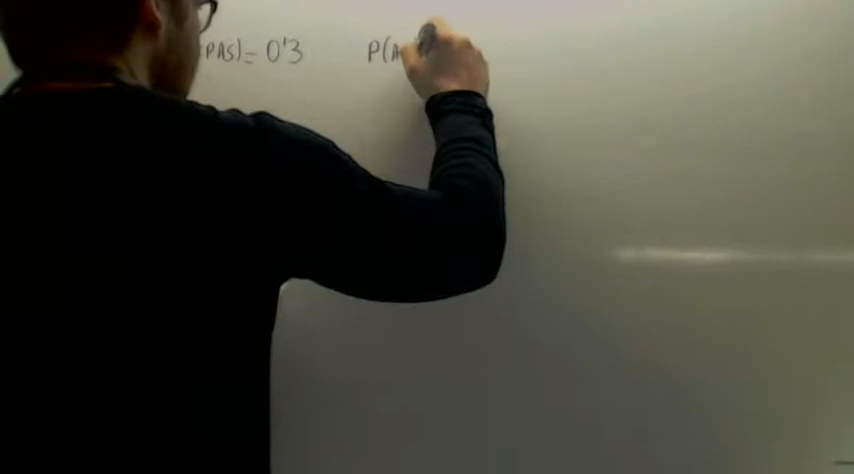 PAS) = 0'3 P(A